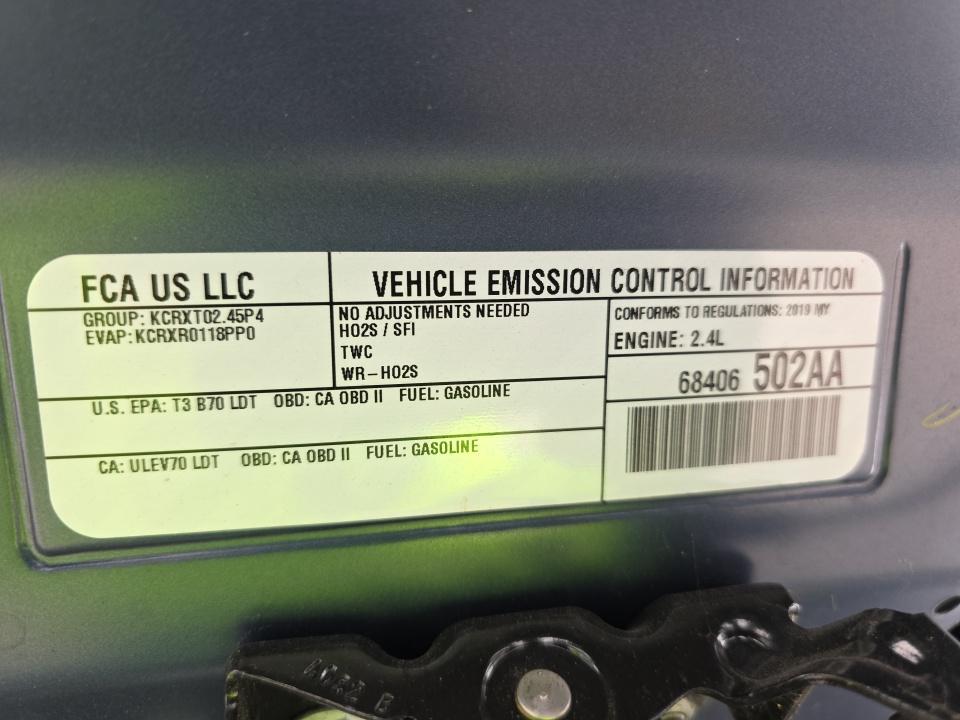 FCA US LLC
VEHICLE EMISSION CONTROL INFORMATION
GROUP: KCRXT02.45P4
EVAP: KCRXR0118PP0
NO ADJUSTMENTS NEEDED
HO2S / SFI
TWC
WR-HO2S
CONFORMS TO REGULATIONS: 2019 MY
ENGINE: 2.4L
68406 502AA
U.S. EPA: T3 B70 LDT OBD: CA OBD II FUEL: GASOLINE
CA: ULEV70 LDT OBD: CA OBD II FUEL: GASOLINE